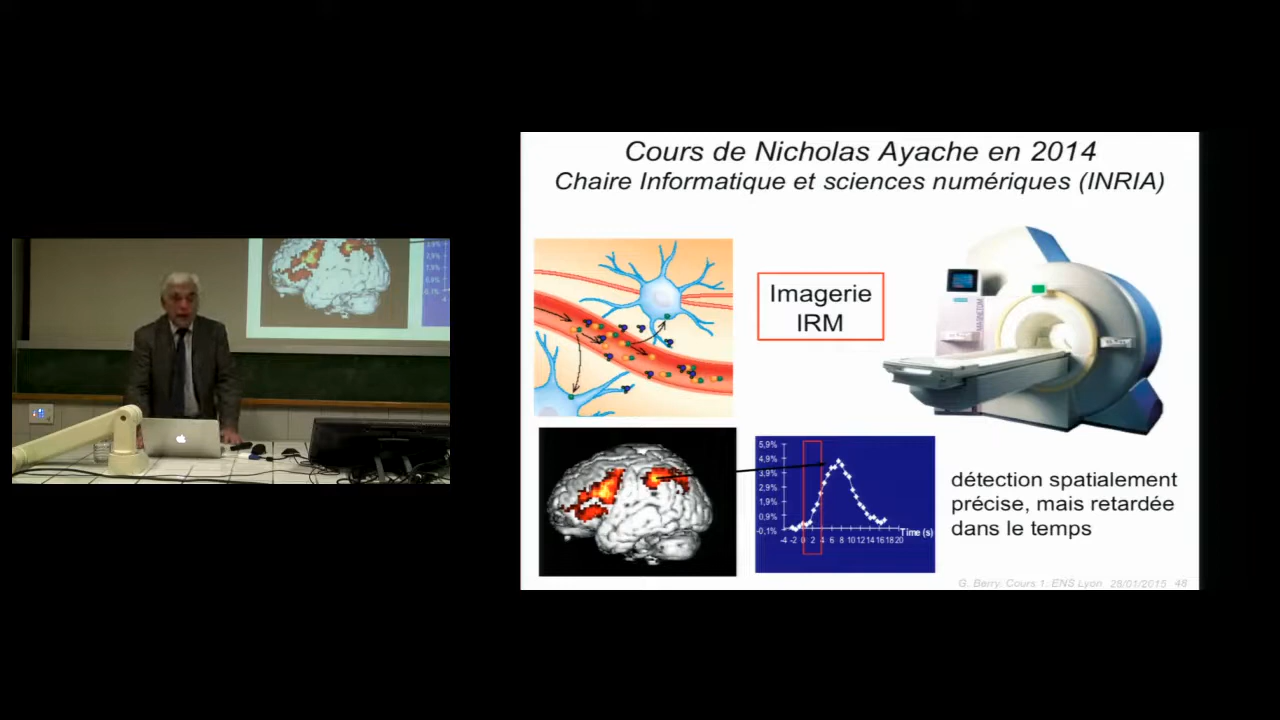 Cours de Nicholas Ayache en 2014
Chaire Informatique et sciences numériques (INRIA)
Imagerie
IRM
MAGNETOM
5,9%
4,9%
3,9%
2,9%
1,9%
0,9%
-0,1%
-4 -2 0 2 4 6 8 10 12 14 16 18 20
Time (s)
détection spatialement
précise, mais retardée
dans le temps
G. Berry, Cours 1, ENS Lyon 28/01/2015 48